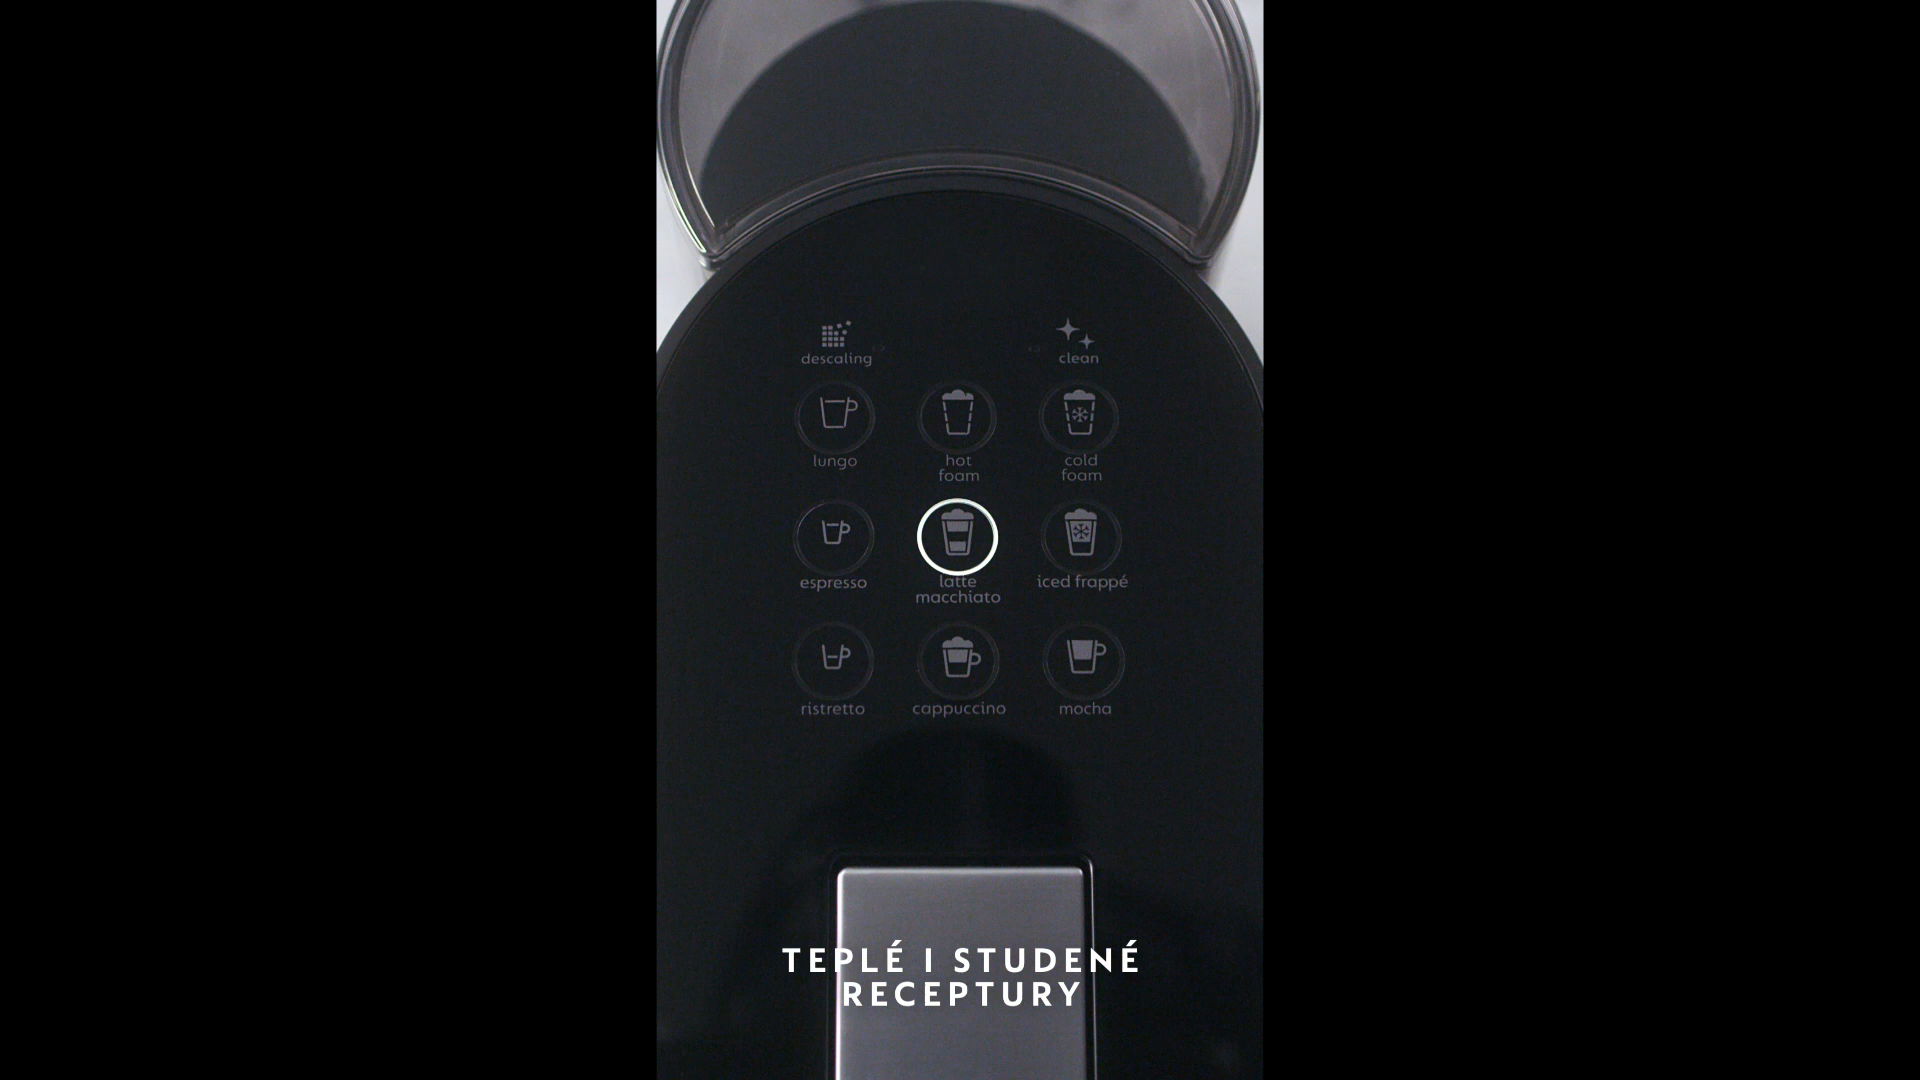 descaling
clean
lungo
hot
foam
cold
foam
espresso
latte
macchiato
iced frappé
ristretto
cappuccino
mocha
TEPLÉ I STUDENÉ
RECEPTURY